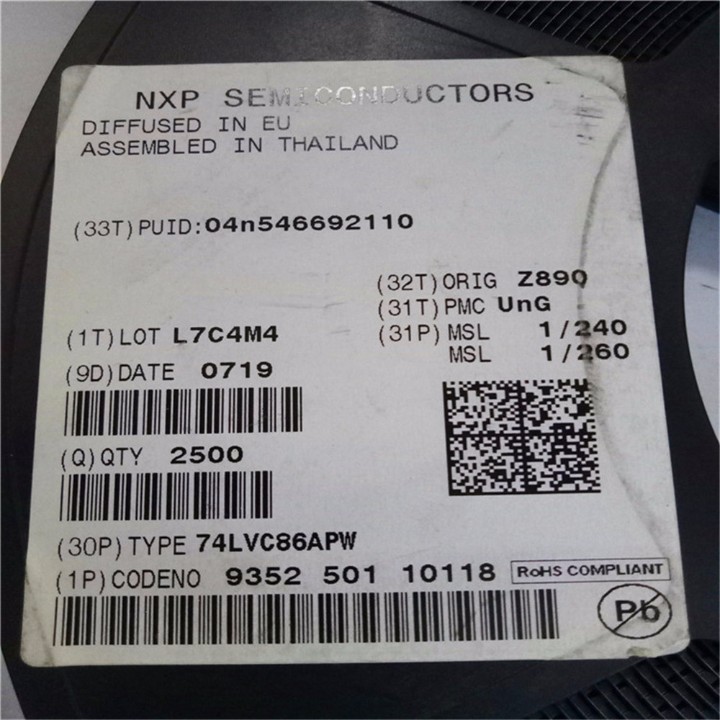 NXP SEMICONDUCTORS
DIFFUSED IN EU
ASSEMBLED IN THAILAND
(33T)PUID:04n546692110
(32T)ORIG Z890
(31T)PMC UnG
(1T)LOT L7C4M4
(31P)MSL 1/240
MSL 1/260
(9D)DATE 0719
(Q)QTY 2500
(30P)TYPE 74LVC86APW
(1P)CODENO 9352 501 10118
RoHS COMPLIANT
Pb